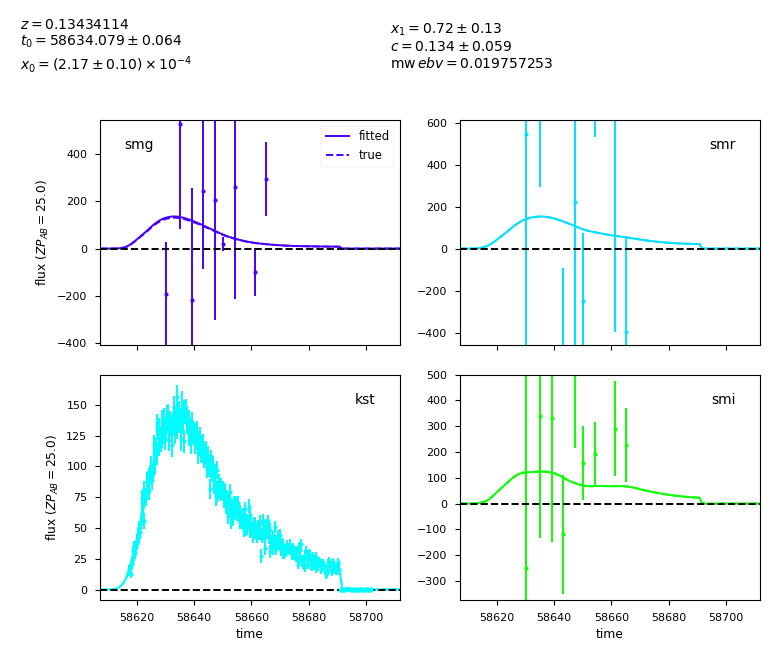 z = 0.13434114
t₀ = 58634.079 ± 0.064
x₀ = (2.17 ± 0.10) × 10⁻⁴
x₁ = 0.72 ± 0.13
c = 0.134 ± 0.059
mw ebv = 0.019757253
smg
fitted
true
400
200
0
−200
−400
flux (ZP_AB = 25.0)
smr
600
400
200
0
−200
−400
kst
150
125
100
75
50
25
0
flux (ZP_AB = 25.0)
58620 58640 58660 58680 58700
time
smi
500
400
300
200
100
0
−100
−200
−300
58620 58640 58660 58680 58700
time